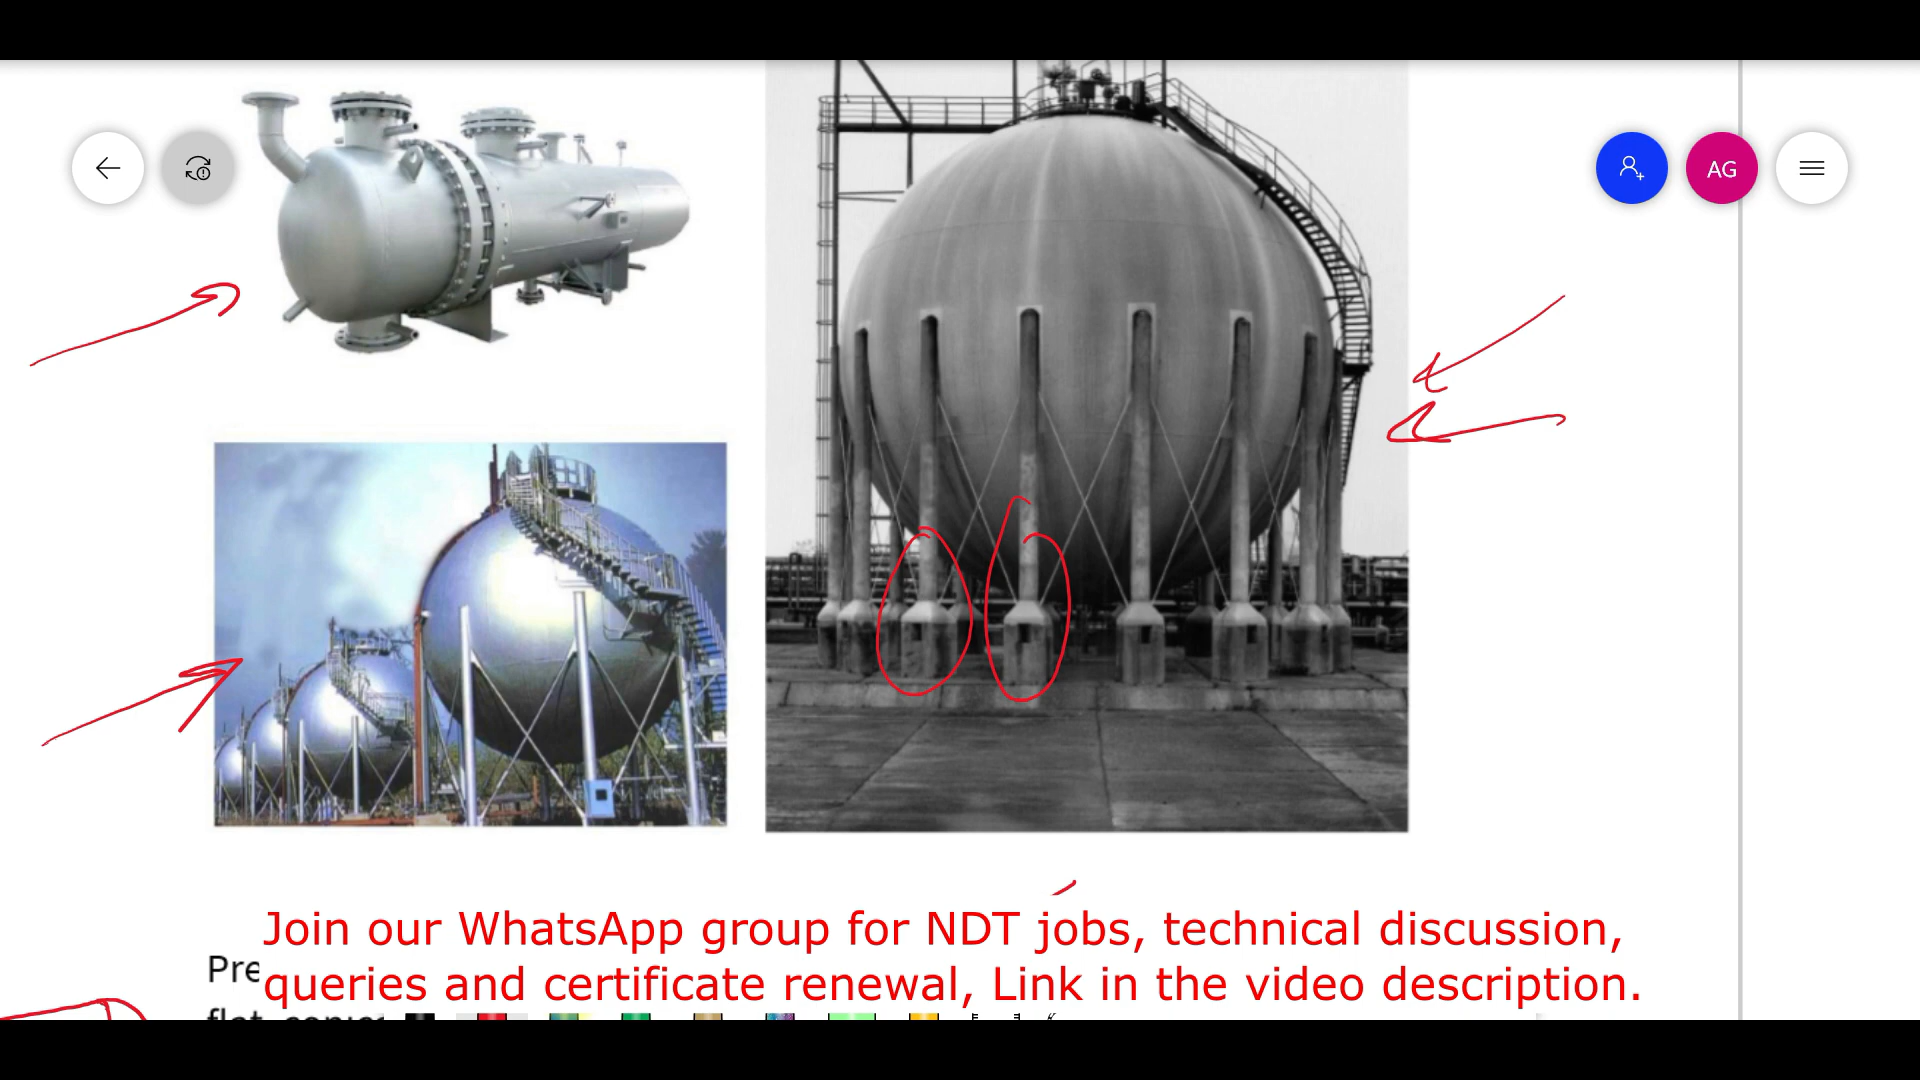 AG
Join our WhatsApp group for NDT jobs, technical discussion,
Pre
queries and certificate renewal, Link in the video description.